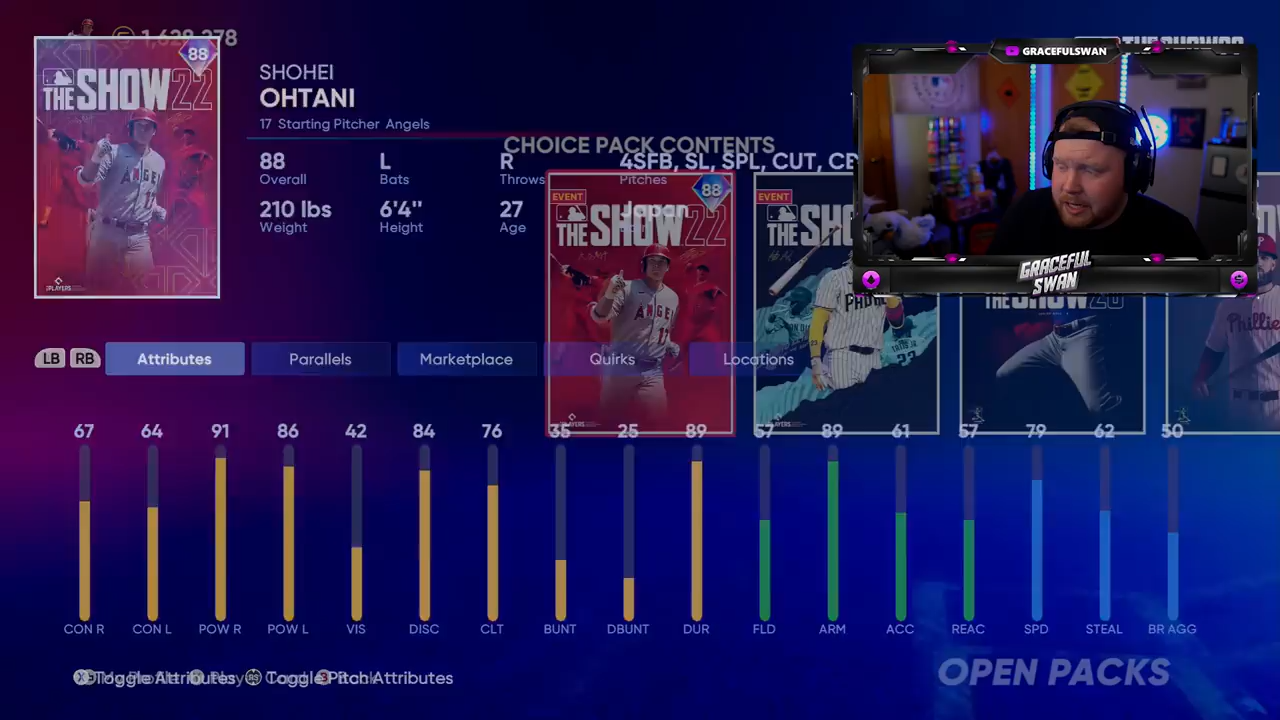 1,628,278
88
THE SHOW 22
ANGELS
SHOHEI
OHTANI
17 Starting Pitcher Angels
88 L R 4SFB, SL, SPL, CUT,
Overall Bats Throws Pitches
210 lbs 6'4" 27 Japan
Weight Height Age
GRACEFULSWAN
GRACEFUL
SWAN
CHOICE PACK CONTENTS
EVENT
88
THE SHOW 22
EVENT
THE
Phillies
LB RB Attributes Parallels Marketplace Quirks Locations
67 64 91 86 42 84 76 35 25 89 57 89 61 57 79 62 50
CON R CON L POW R POW L VIS DISC CLT BUNT DBUNT DUR FLD ARM ACC REAC SPD STEAL BR AGG
Toggle Attributes Toggle Pitch Attributes
OPEN PACKS